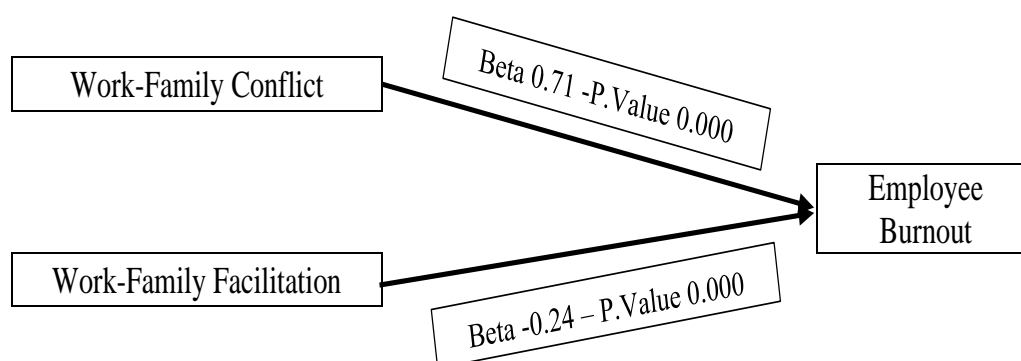 Work-Family Conflict
Beta 0.71 -P.Value 0.000
Employee
Burnout
Work-Family Facilitation
Beta -0.24 – P.Value 0.000